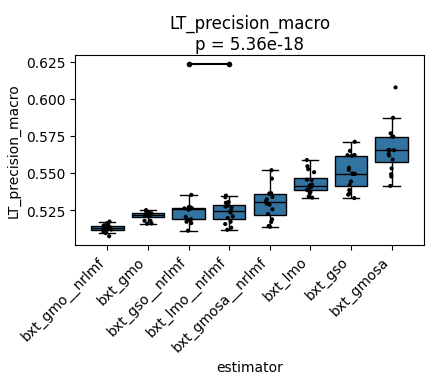 LT_precision_macro
p = 5.36e-18
0.625
0.600
0.575
0.550
0.525
LT_precision_macro
bxt_gmo__nrlmf
bxt_gmo
bxt_gso__nrlmf
bxt_lmo__nrlmf
bxt_gmosa__nrlmf
bxt_lmo
bxt_gso
bxt_gmosa
estimator